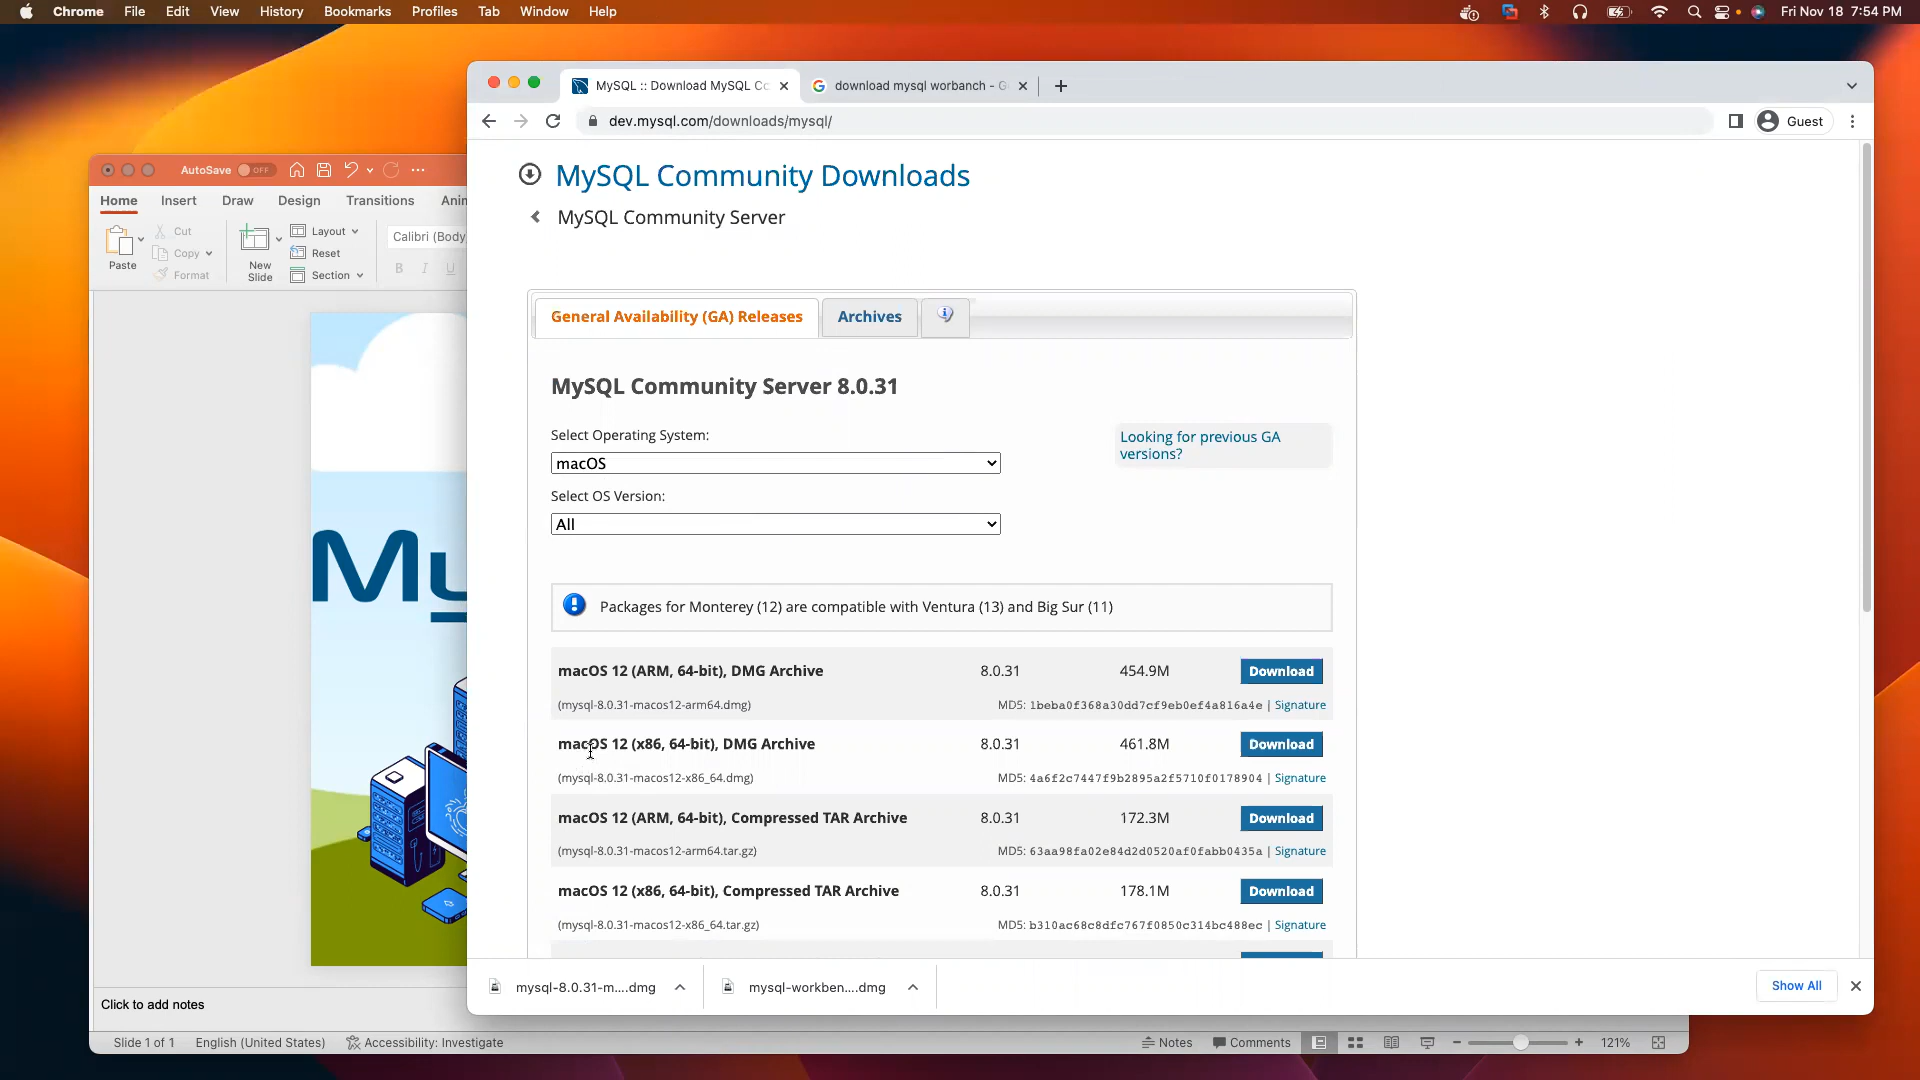 Chrome File Edit View History Bookmarks Profiles Tab Window Help Fri Nov 18 7:54 PM
MySQL :: Download MySQL Co
download mysql worbanch - G
dev.mysql.com/downloads/mysql/
Guest
AutoSave OFF
Home Insert Draw Design Transitions Ani
Paste
Cut
Copy
Format
New
Slide
Layout
Reset
Section
Calibri (Body
B I U
My
MySQL Community Downloads
MySQL Community Server
General Availability (GA) Releases
Archives
MySQL Community Server 8.0.31
Select Operating System:
macOS
Looking for previous GA
versions?
Select OS Version:
All
Packages for Monterey (12) are compatible with Ventura (13) and Big Sur (11)
macOS 12 (ARM, 64-bit), DMG Archive 8.0.31 454.9M Download
(mysql-8.0.31-macos12-arm64.dmg) MD5: 1beba0f368a30dd7cf9eb0ef4a816a4e | Signature
macOS 12 (x86, 64-bit), DMG Archive 8.0.31 461.8M Download
(mysql-8.0.31-macos12-x86_64.dmg) MD5: 4a6f2c7447f9b2895a2f5710f0178904 | Signature
macOS 12 (ARM, 64-bit), Compressed TAR Archive 8.0.31 172.3M Download
(mysql-8.0.31-macos12-arm64.tar.gz) MD5: 63aa98fa02e84d2d0520af0fabb0435a | Signature
macOS 12 (x86, 64-bit), Compressed TAR Archive 8.0.31 178.1M Download
(mysql-8.0.31-macos12-x86_64.tar.gz) MD5: b310ac68c8dfc767f0850c314bc488ec | Signature
mysql-8.0.31-m....dmg
mysql-workben....dmg
Show All
Click to add notes
Slide 1 of 1 English (United States) Accessibility: Investigate Notes Comments 121%